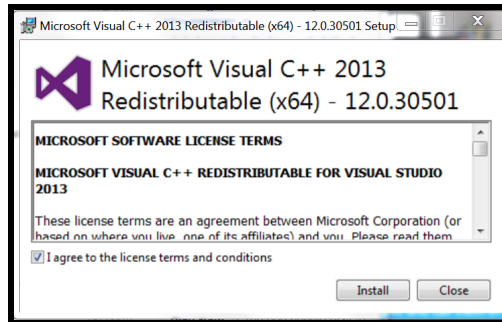 Microsoft Visual C++ 2013 Redistributable (x64) - 12.0.30501 Setup
Microsoft Visual C++ 2013
Redistributable (x64) - 12.0.30501
MICROSOFT SOFTWARE LICENSE TERMS
MICROSOFT VISUAL C++ REDISTRIBUTABLE FOR VISUAL STUDIO
2013
These license terms are an agreement between Microsoft Corporation (or
based on where you live, one of its affiliates) and you. Please read them.
I agree to the license terms and conditions
Install Close